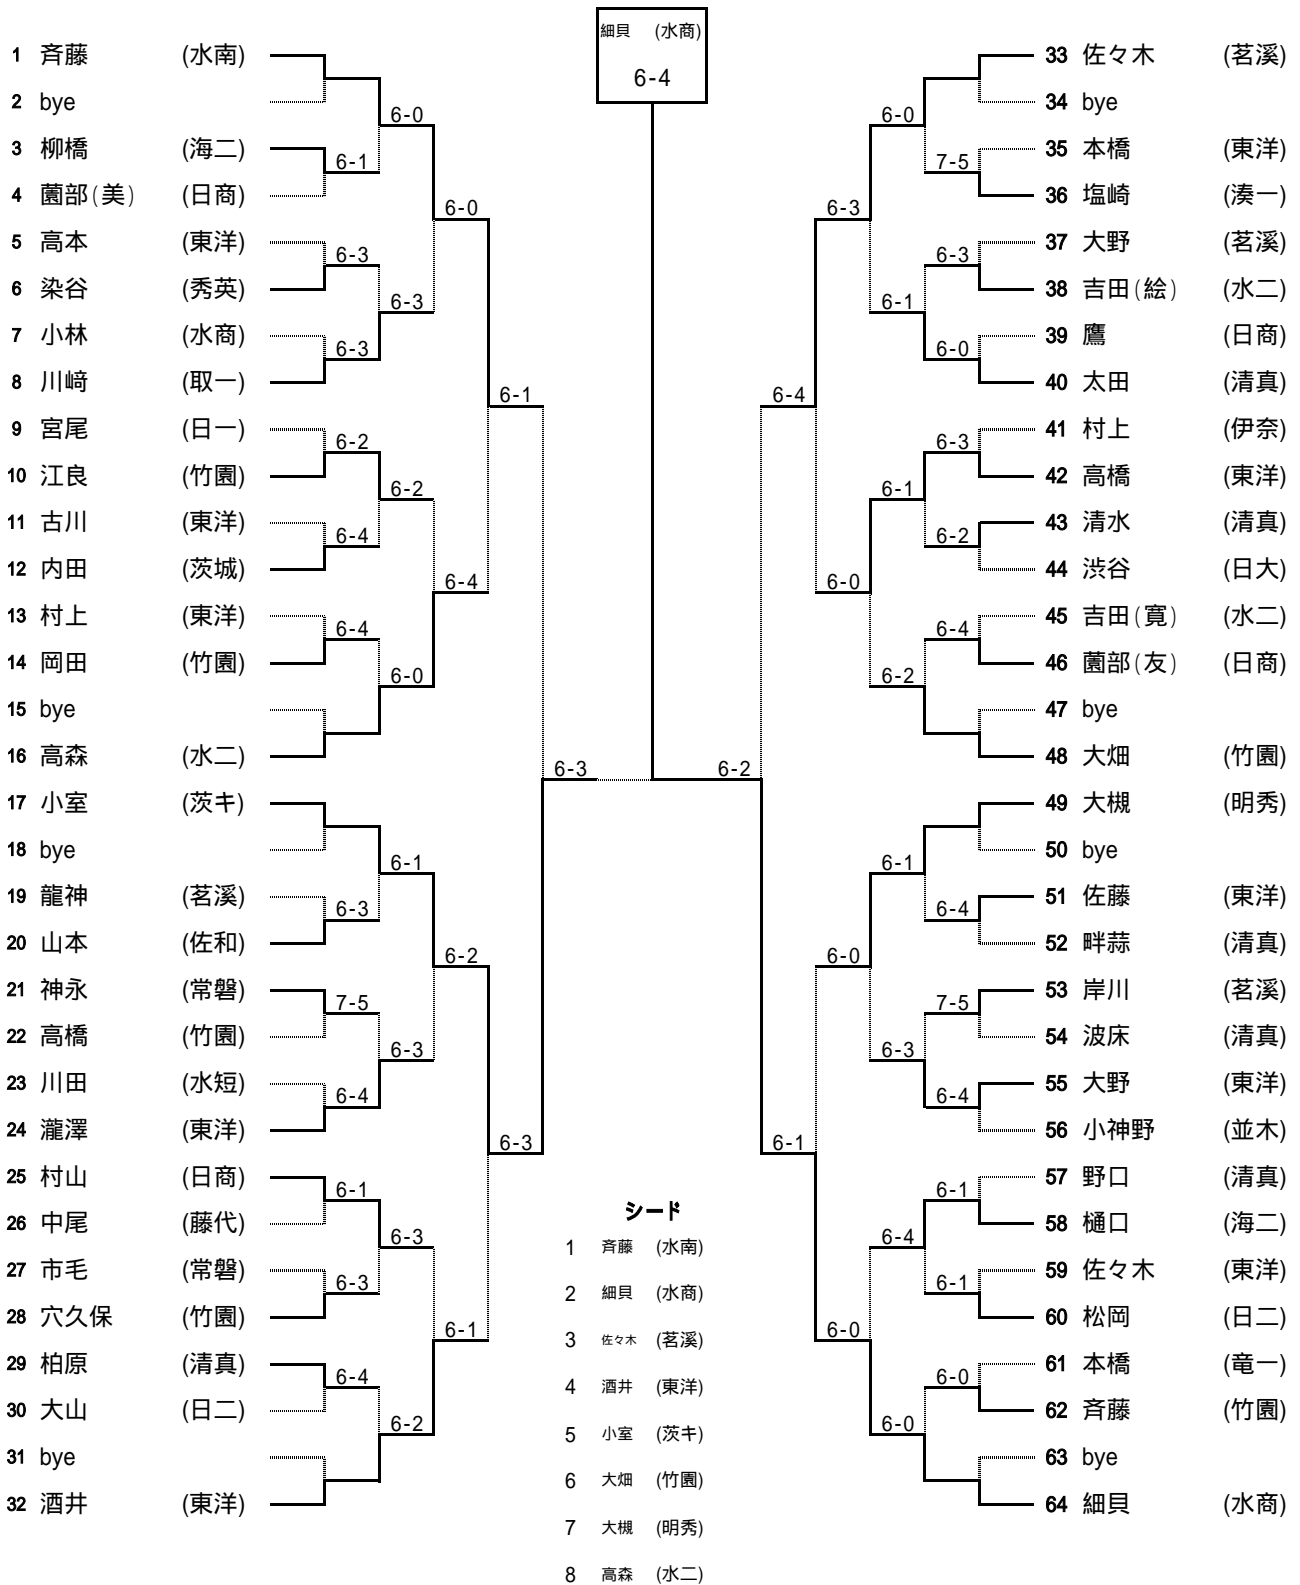 細貝 (水商)
6-4
1 斉藤 (水南)
2 bye
3 柳橋 (海二)
4 薗部(美) (日商)
5 高本 (東洋)
6 染谷 (秀英)
7 小林 (水商)
8 川﨑 (取一)
9 宮尾 (日一)
10 江良 (竹園)
11 古川 (東洋)
12 内田 (茨城)
13 村上 (東洋)
14 岡田 (竹園)
15 bye
16 高森 (水二)
17 小室 (茨キ)
18 bye
19 龍神 (茗溪)
20 山本 (佐和)
21 神永 (常磐)
22 高橋 (竹園)
23 川田 (水短)
24 瀧澤 (東洋)
25 村山 (日商)
26 中尾 (藤代)
27 市毛 (常磐)
28 穴久保 (竹園)
29 柏原 (清真)
30 大山 (日二)
31 bye
32 酒井 (東洋)
6-1
6-3
6-3
6-2
6-4
6-4
6-3
7-5
6-4
6-1
6-3
6-4
6-0
6-3
6-2
6-0
6-1
6-3
6-3
6-2
6-0
6-4
6-2
6-1
6-1
6-3
6-3
6-2
6-4
6-1
6-3
6-0
6-0
6-0
6-0
6-1
6-1
6-2
6-1
6-3
6-4
6-0
7-5
6-3
6-0
6-3
6-2
6-4
6-4
7-5
6-4
6-1
6-1
6-0
33 佐々木 (茗溪)
34 bye
35 本橋 (東洋)
36 塩崎 (湊一)
37 大野 (茗溪)
38 吉田(絵) (水二)
39 鷹 (日商)
40 太田 (清真)
41 村上 (伊奈)
42 高橋 (東洋)
43 清水 (清真)
44 渋谷 (日大)
45 吉田(寛) (水二)
46 薗部(友) (日商)
47 bye
48 大畑 (竹園)
49 大槻 (明秀)
50 bye
51 佐藤 (東洋)
52 畔蒜 (清真)
53 岸川 (茗溪)
54 波床 (清真)
55 大野 (東洋)
56 小神野 (並木)
57 野口 (清真)
58 樋口 (海二)
59 佐々木 (東洋)
60 松岡 (日二)
61 本橋 (竜一)
62 斉藤 (竹園)
63 bye
64 細貝 (水商)
シード
1 斉藤 (水南)
2 細貝 (水商)
3 佐々木 (茗溪)
4 酒井 (東洋)
5 小室 (茨キ)
6 大畑 (竹園)
7 大槻 (明秀)
8 高森 (水二)